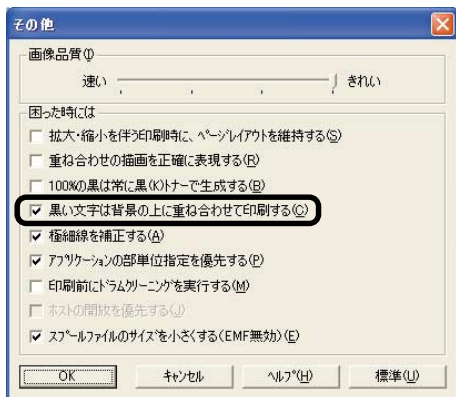 その他
画像品質(I)
速い きれい
困った時には
拡大・縮小を伴う印刷時に、ページレイアウトを維持する(S)
重ね合わせの描画を正確に表現する(R)
100%の黒は常に黒(K)トナーで生成する(B)
黒い文字は背景の上に重ね合わせて印刷する(C)
極細線を補正する(A)
アプリケーションの部単位指定を優先する(P)
印刷前にドラムクリーニングを実行する(M)
ホストの開放を優先する(J)
スプールファイルのサイズを小さくする(EMF無効)(E)
OK キャンセル ヘルプ(H) 標準(U)